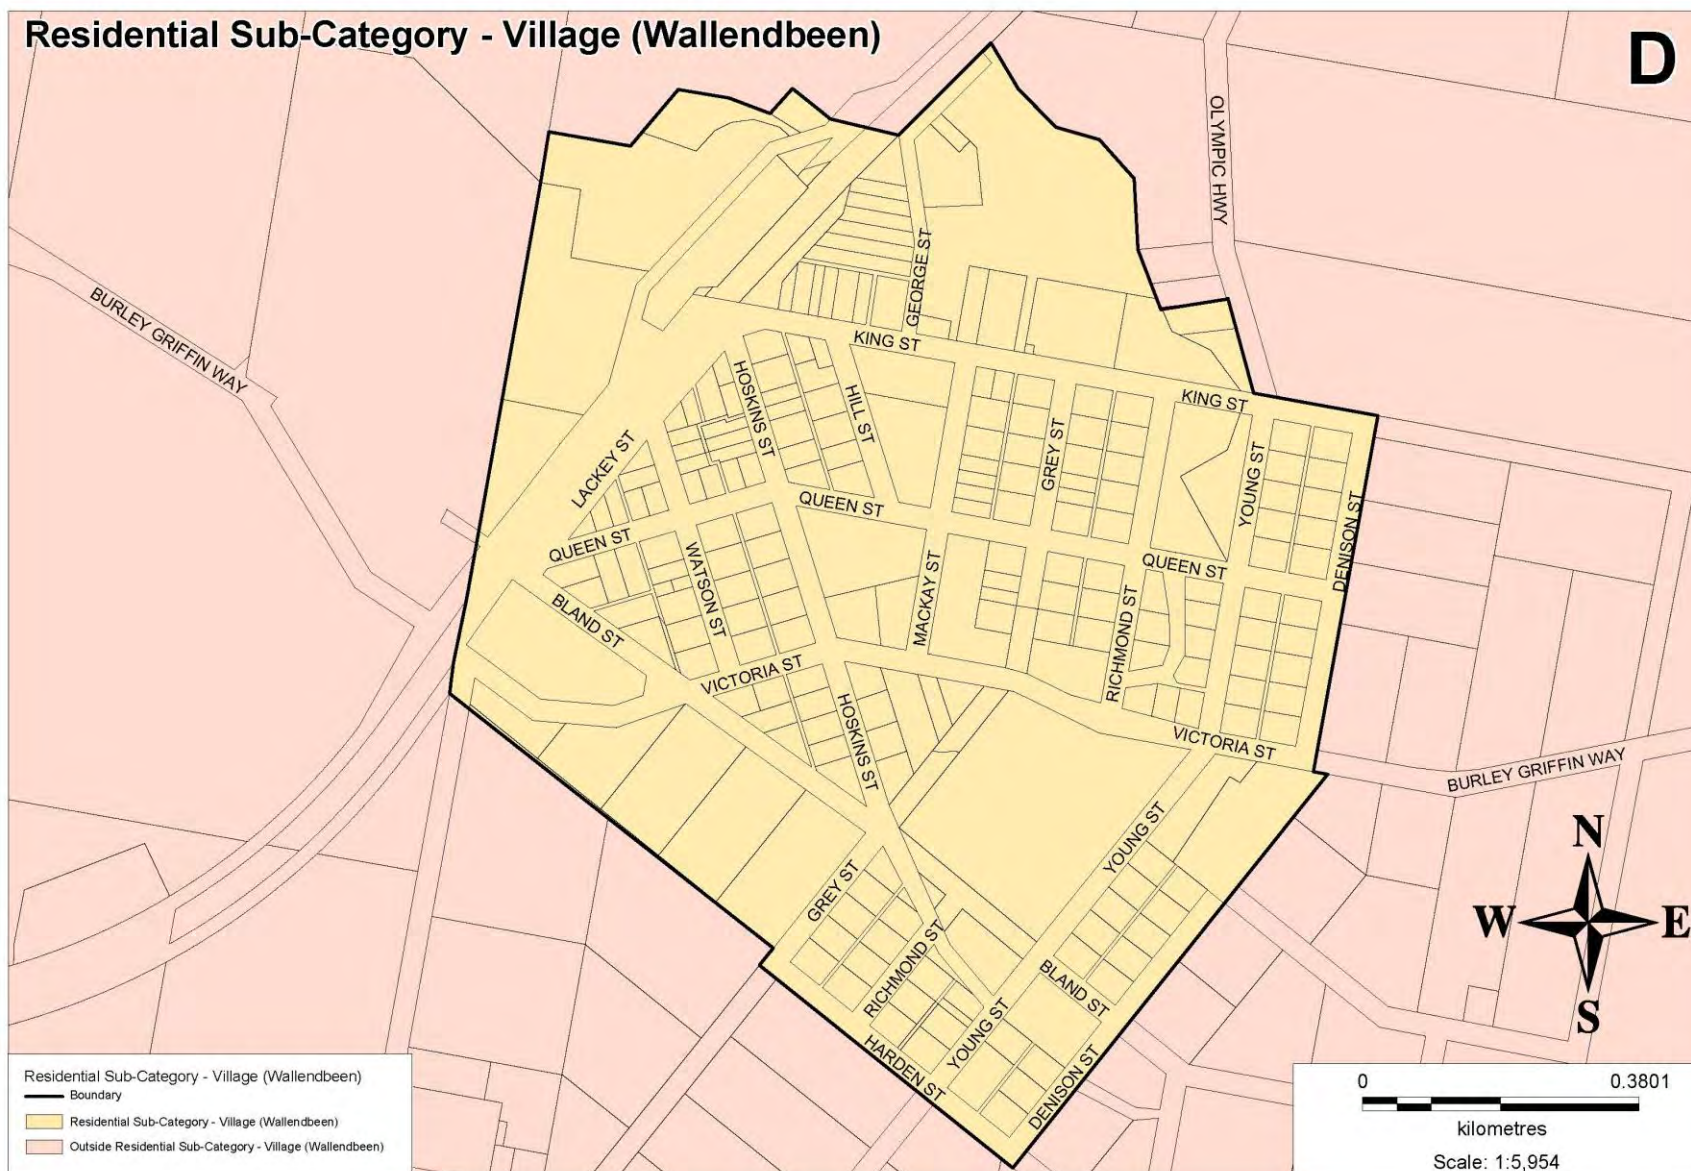 Residential Sub-Category - Village (Wallendbeen)
D
OLYMPIC HWY
BURLEY GRIFFIN WAY
GEORGE ST
KING ST
HOSKINS ST
HILL ST
KING ST
GREY ST
YOUNG ST
LACKEY ST
QUEEN ST
DENISON ST
QUEEN ST
WATSON ST
MACKAY ST
QUEEN ST
BLAND ST
RICHMOND ST
VICTORIA ST
HOSKINS ST
VICTORIA ST
BURLEY GRIFFIN WAY
YOUNG ST
GREY ST
RICHMOND ST
BLAND ST
YOUNG ST
HARDEN ST
DENISON ST
N
W E
S
Residential Sub-Category - Village (Wallendbeen)
Boundary
Residential Sub-Category - Village (Wallendbeen)
Outside Residential Sub-Category - Village (Wallendbeen)
0 0.3801
kilometres
Scale: 1:5,954